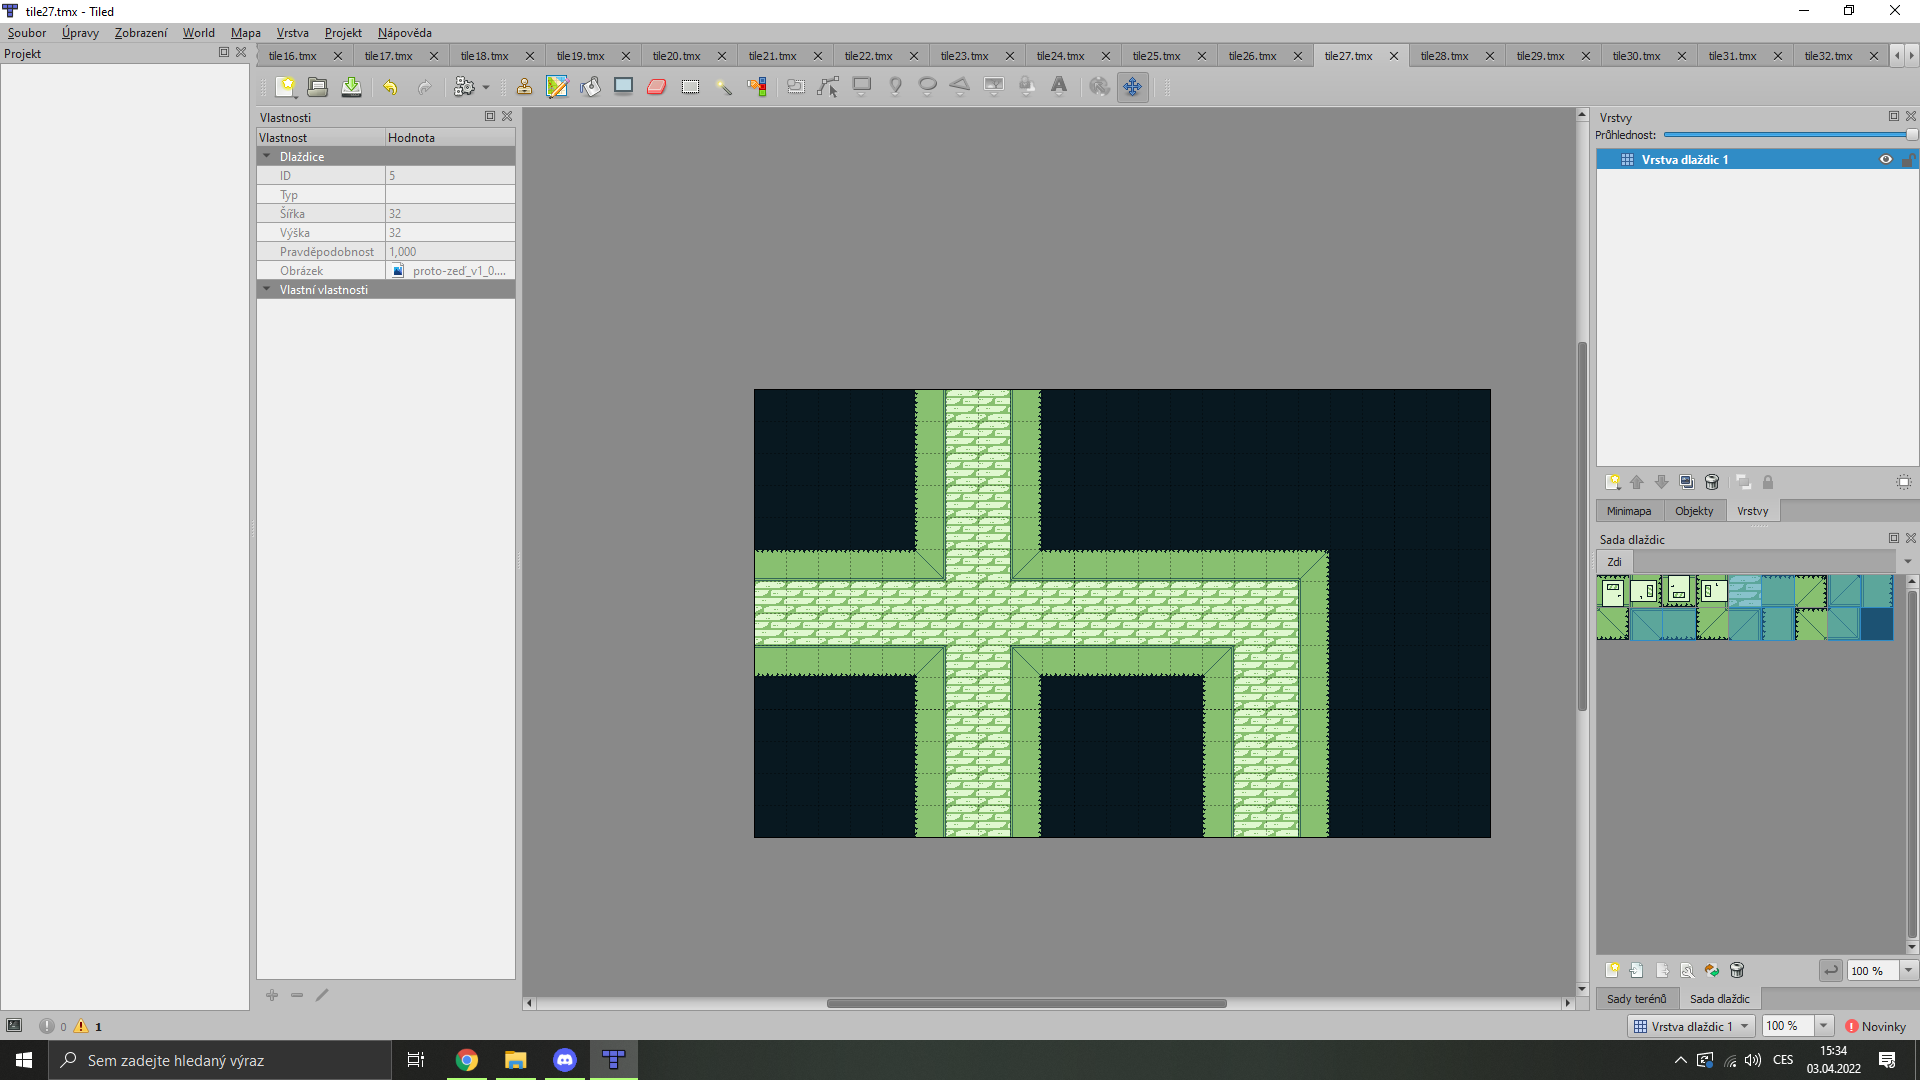 tile27.tmx - Tiled
Soubor Úpravy Zobrazení World Mapa Vrstva Projekt Nápověda
Projekt
tile16.tmx tile17.tmx tile18.tmx tile19.tmx tile20.tmx tile21.tmx tile22.tmx tile23.tmx tile24.tmx tile25.tmx tile26.tmx tile27.tmx tile28.tmx tile29.tmx tile30.tmx tile31.tmx tile32.tmx
Vlastnosti
Vlastnost Hodnota
Dlaždice
ID 5
Typ
Šířka 32
Výška 32
Pravděpodobnost 1,000
Obrázek proto-zeď_v1_0....
Vlastní vlastnosti
Vrstvy
Průhlednost:
Vrstva dlaždic 1
Minimapa Objekty Vrstvy
Sada dlaždic
Zdi
100 %
Sady terénů Sada dlaždic
0 1
Vrstva dlaždic 1 100 % Novinky
Sem zadejte hledaný výraz
CES
15:34
03.04.2022